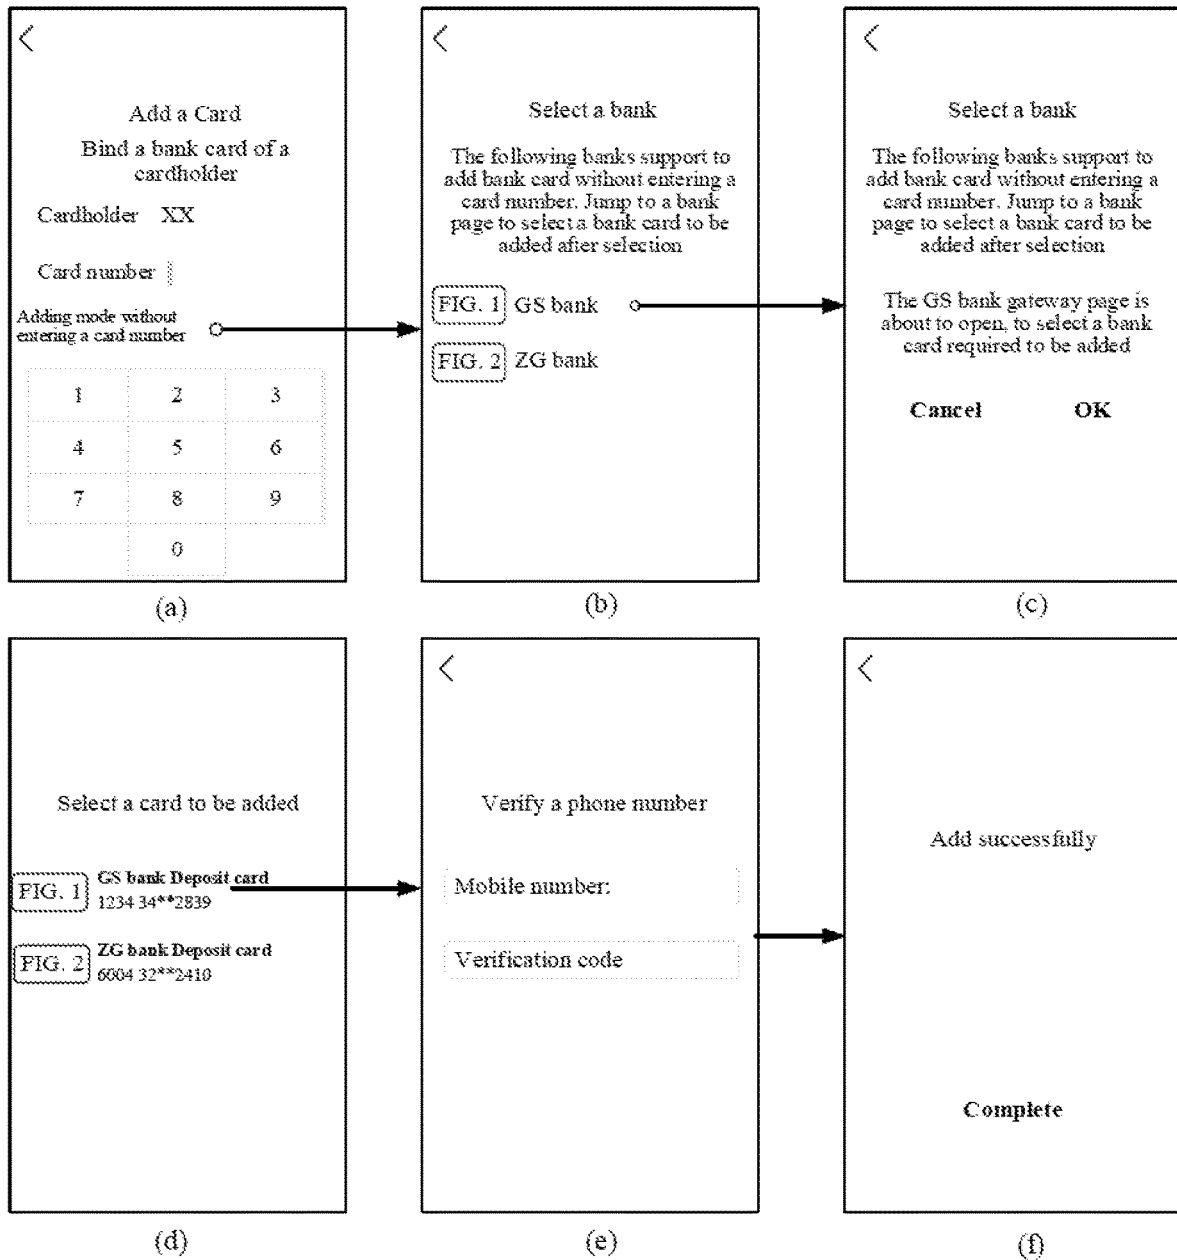 Add a Card
Bind a bank card of a
cardholder
Cardholder XX
Card number
Adding mode without
entering a card number
1 2 3
4 5 6
7 8 9
0
(a)
Select a bank
The following banks support to
add bank card without entering a
card number. Jump to a bank
page to select a bank card to be
added after selection
FIG. 1 GS bank
FIG. 2 ZG bank
(b)
Select a bank
The following banks support to
add bank card without entering a
card number. Jump to a bank
page to select a bank card to be
added after selection
The GS bank gateway page is
about to open, to select a bank
card required to be added
Cancel OK
(c)
Select a card to be added
FIG. 1 GS bank Deposit card
1234 34**2839
FIG. 2 ZG bank Deposit card
6004 32**2410
(d)
Verify a phone number
Mobile number:
Verification code
(e)
Add successfully
Complete
(f)